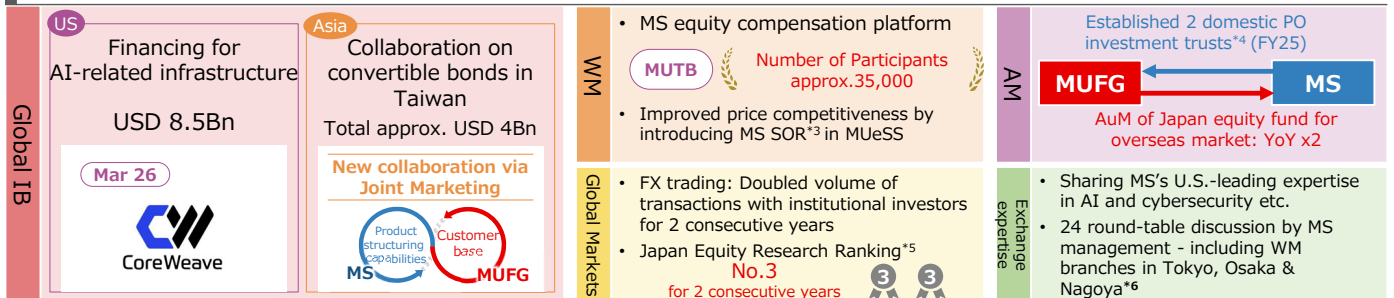 Global IB
US
Financing for
AI-related infrastructure
USD 8.5Bn
Mar 26
CoreWeave
Asia
Collaboration on
convertible bonds in
Taiwan
Total approx. USD 4Bn
New collaboration via
Joint Marketing
Product
structuring
capabilities
MS
Customer
base
MUFG
WM
• MS equity compensation platform
MUTB
Number of Participants
approx.35,000
• Improved price competitiveness by
introducing MS SOR*3 in MUeSS
AM
Established 2 domestic PO
investment trusts*4 (FY25)
MUFG
MS
AuM of Japan equity fund for
overseas market: YoY x2
Global Markets
• FX trading: Doubled volume of
transactions with institutional investors
for 2 consecutive years
• Japan Equity Research Ranking*5
No.3
for 2 consecutive years
3
3
Exchange
expertise
• Sharing MS's U.S.-leading expertise
in AI and cybersecurity etc.
• 24 round-table discussion by MS
management - including WM
branches in Tokyo, Osaka &
Nagoya*6